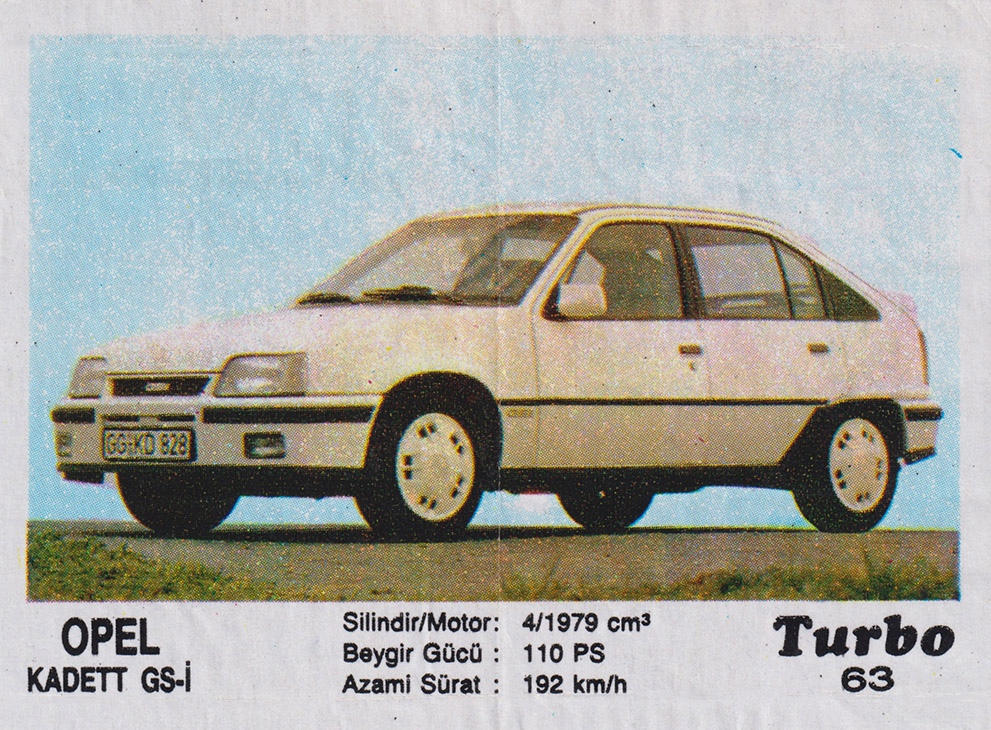 GG-KD 828
OPEL
KADETT GS-İ
Silindir/Motor: 4/1979 cm³
Beygir Gücü : 110 PS
Azami Sürat : 192 km/h
Turbo
63